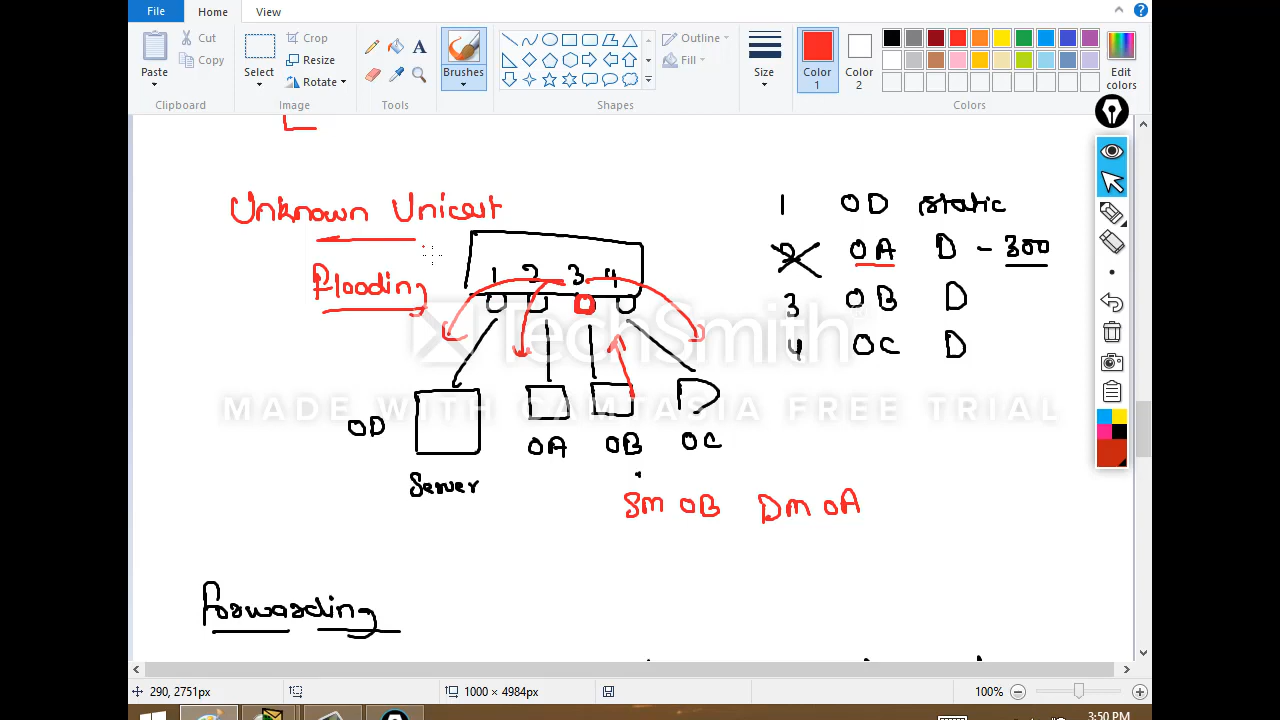 File Home View
Paste Cut Copy Select Crop Resize Rotate Brushes Outline Fill Size Color 1 Color 2 Edit colors
Clipboard Image Tools Shapes Colors
Unknown Unicast
flooding
1 2 3 4
1 0D static
2 0A D - 300
3 0B D
4 0C D
TechSmith
MADE WITH CAMTASIA FREE TRIAL
0D 0A 0B 0C
Server
SM 0B DM 0A
Forwarding
290, 2751px 1000 × 4984px 100%
3:50 PM